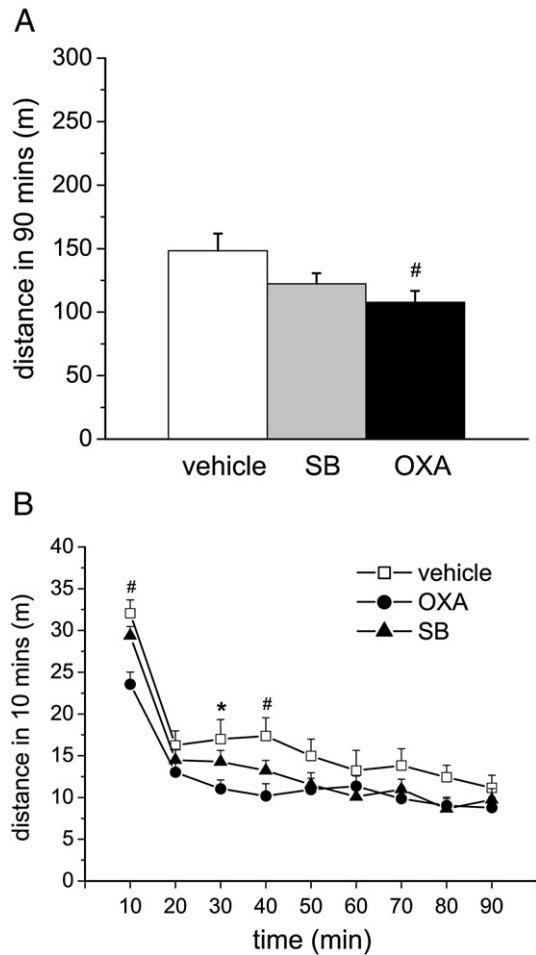 A
distance in 90 mins (m)
300
250
200
150
100
50
0
#
vehicle SB OXA
B
distance in 10 mins (m)
40
35
30
25
20
15
10
5
0
# * #
vehicle
OXA
SB
10 20 30 40 50 60 70 80 90
time (min)